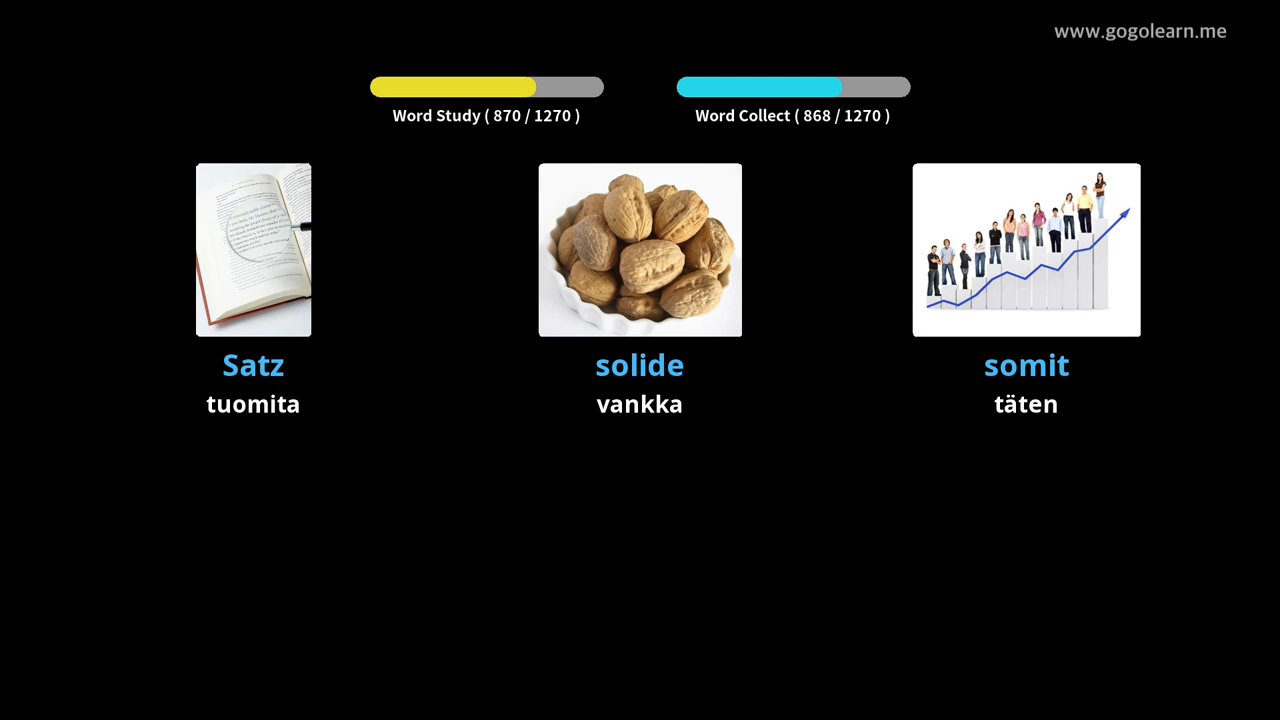 www.gogolearn.me
Word Study ( 870 / 1270 )
Word Collect ( 868 / 1270 )
Satz
tuomita
solide
vankka
somit
täten